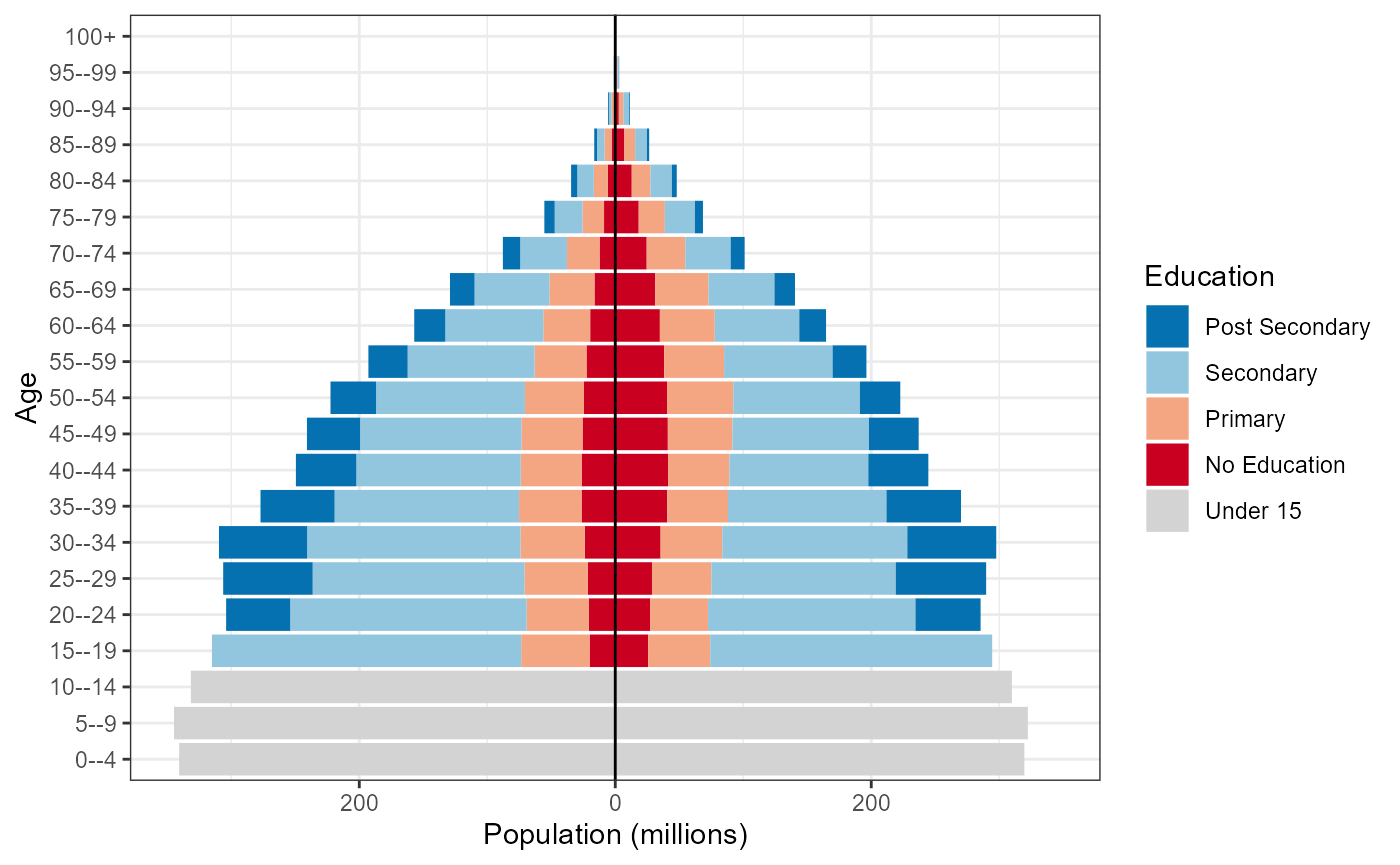 100+
95--99
90--94
85--89
80--84
75--79
70--74
65--69
60--64
55--59
50--54
45--49
40--44
35--39
30--34
25--29
20--24
15--19
10--14
5--9
0--4
Age
200 0 200
Population (millions)
Education
Post Secondary
Secondary
Primary
No Education
Under 15